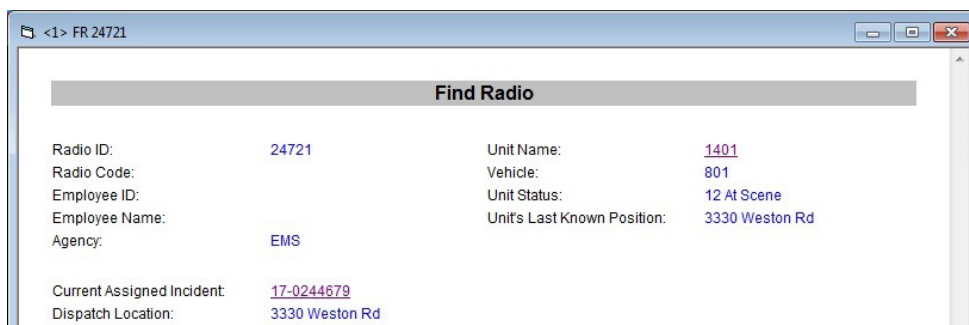 <1> FR 24721
Find Radio
Radio ID: 24721 Unit Name: 1401
Radio Code: Vehicle: 801
Employee ID: Unit Status: 12 At Scene
Employee Name: Unit's Last Known Position: 3330 Weston Rd
Agency: EMS
Current Assigned Incident: 17-0244679
Dispatch Location: 3330 Weston Rd